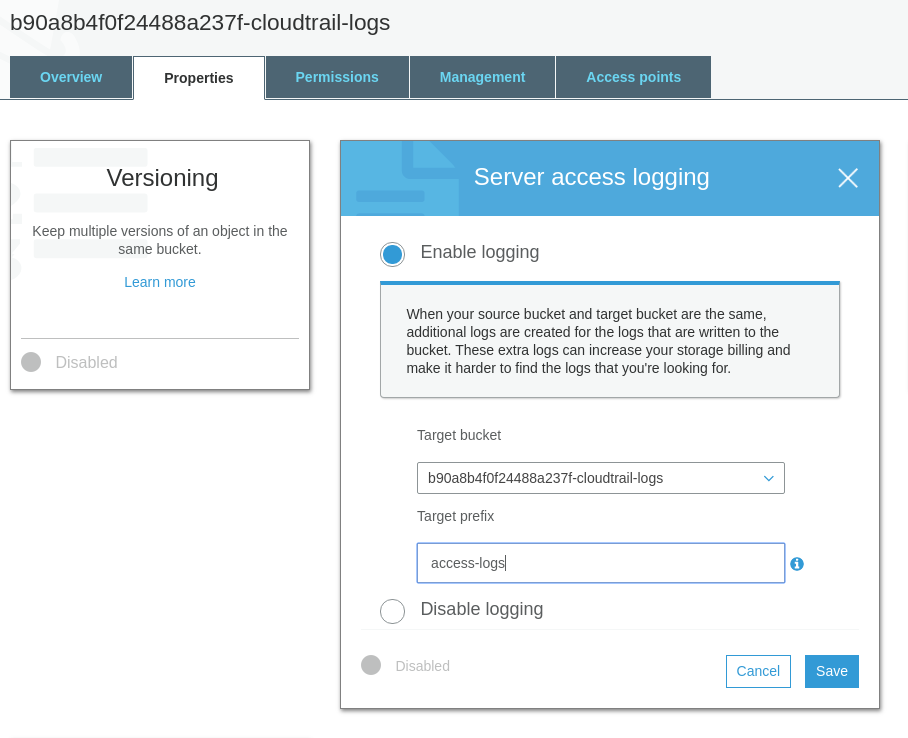 b90a8b4f0f24488a237f-cloudtrail-logs
Overview
Properties
Permissions
Management
Access points
Versioning
Keep multiple versions of an object in the
same bucket.
Learn more
Disabled
Server access logging
Enable logging
When your source bucket and target bucket are the same,
additional logs are created for the logs that are written to the
bucket. These extra logs can increase your storage billing and
make it harder to find the logs that you're looking for.
Target bucket
b90a8b4f0f24488a237f-cloudtrail-logs
Target prefix
access-logs
Disable logging
Disabled
Cancel
Save